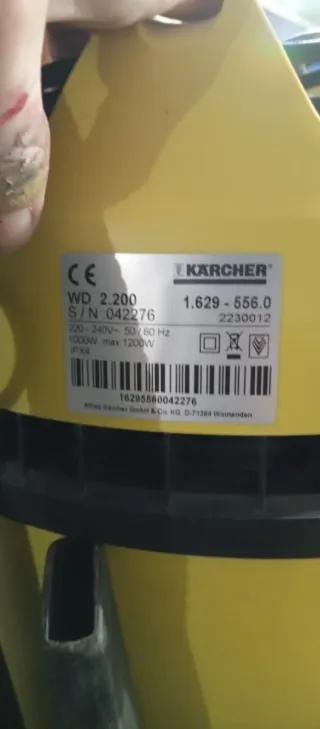 CE KÄRCHER
WD 2.200 1.629 - 556.0
S / N 042276 2230012
220 - 240V~ 50 / 60 Hz
1000W max 1200W
IPX4
16295560042276
Alfred Kärcher GmbH & Co. KG D-71364 Winnenden